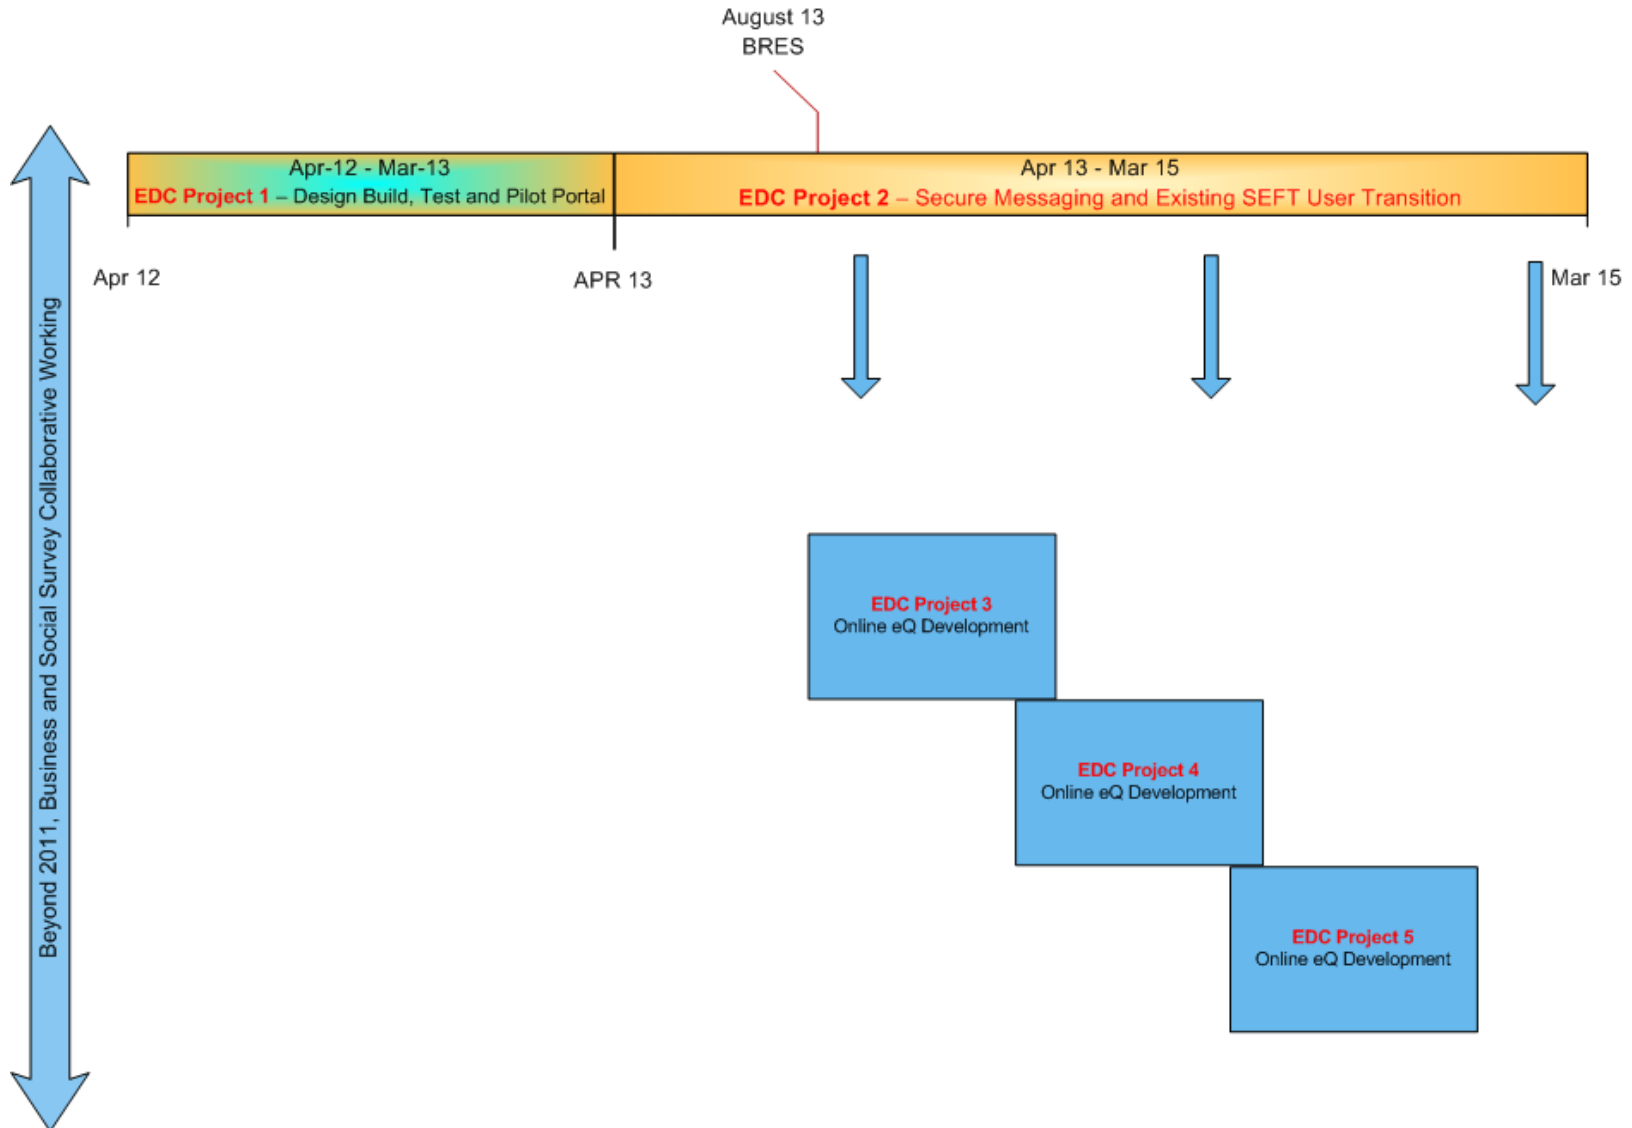 August 13
BRES
Apr-12 - Mar-13
EDC Project 1 – Design Build, Test and Pilot Portal
Apr 13 - Mar 15
EDC Project 2 – Secure Messaging and Existing SEFT User Transition
Apr 12
APR 13
Mar 15
Beyond 2011, Business and Social Survey Collaborative Working
EDC Project 3
Online eQ Development
EDC Project 4
Online eQ Development
EDC Project 5
Online eQ Development